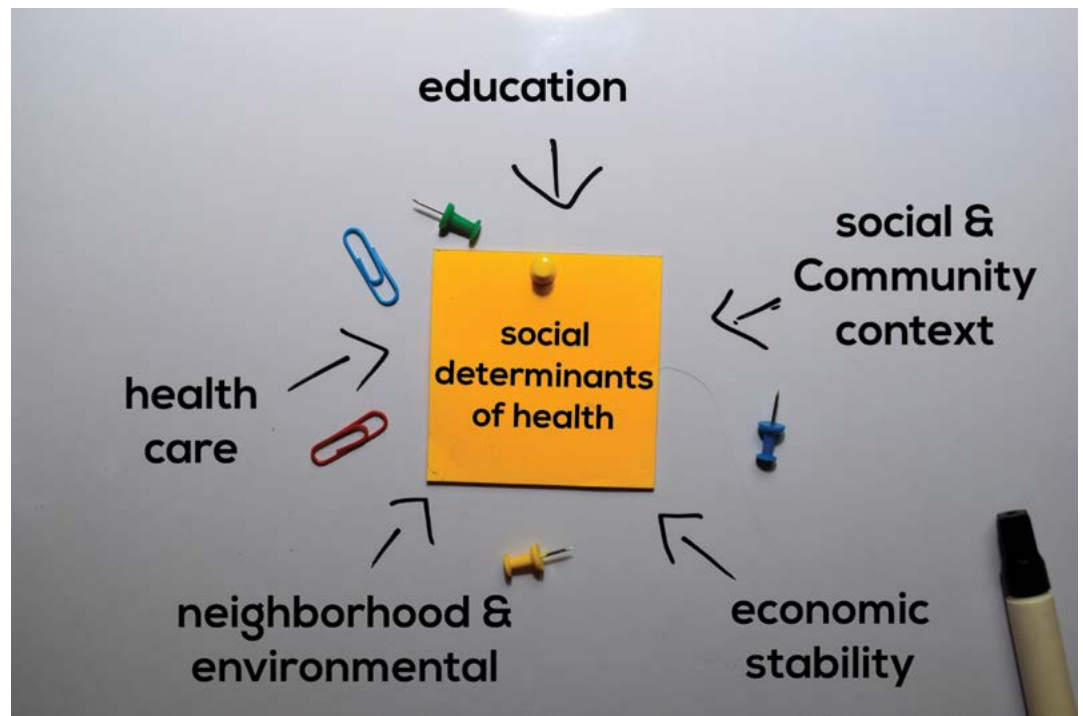 education
social &
Community
context
social
determinants
of health
health
care
neighborhood &
environmental
economic
stability